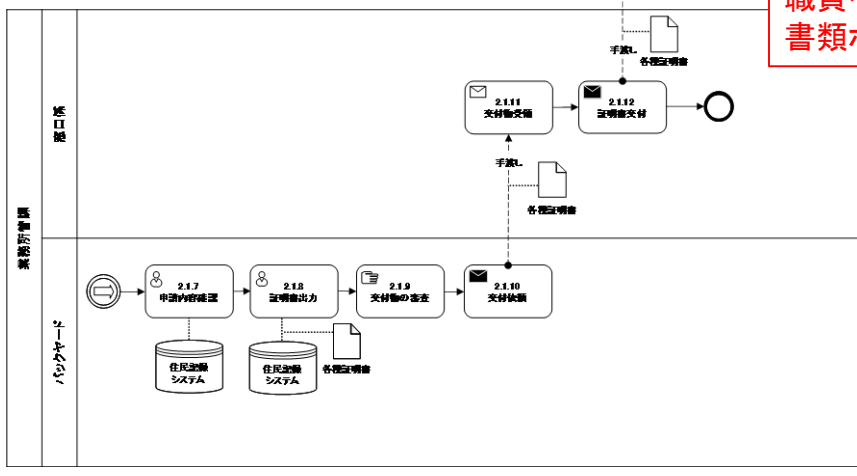 職員
書類
手渡し
各種証明書
2.1.11
交付物受領
2.1.12
証明書交付
窓口係
手渡し
各種証明書
業務所管課
2.1.7
申請内容確認
2.1.8
証明書出力
2.1.9
交付物の審査
2.1.10
交付依頼
バックヤード
住民記録
システム
住民記録
システム
各種証明書